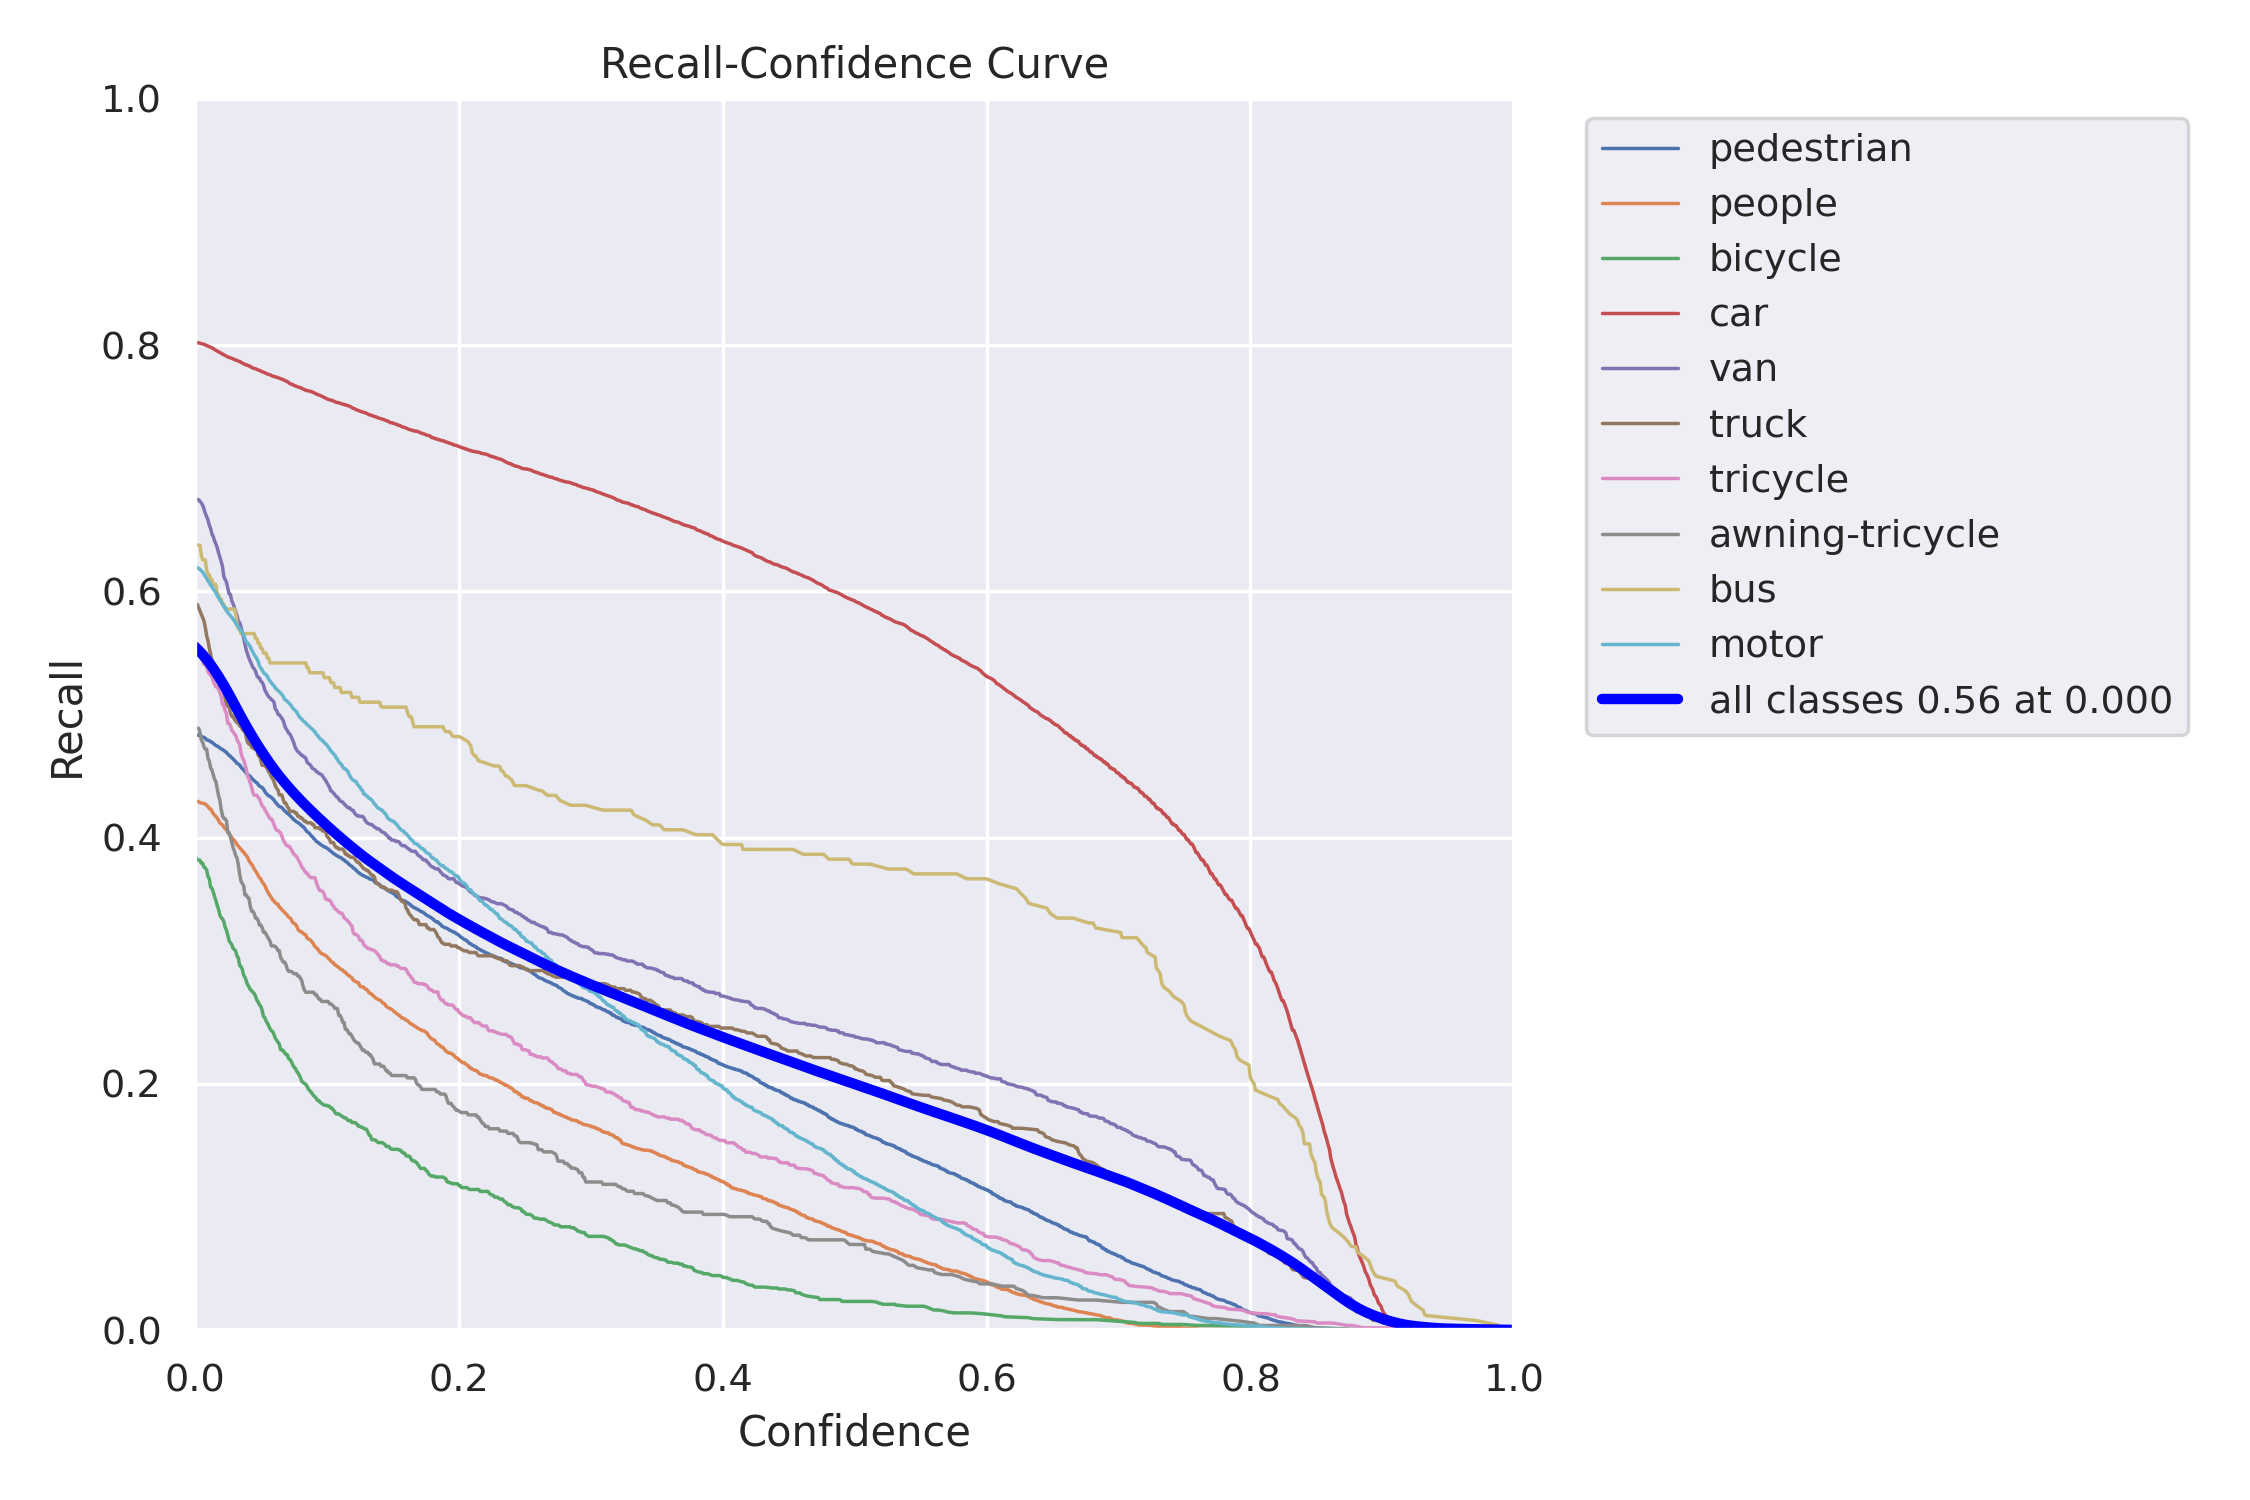 Recall-Confidence Curve
1.0
0.8
0.6
0.4
0.2
0.0
Recall
0.0 0.2 0.4 0.6 0.8 1.0
Confidence
pedestrian
people
bicycle
car
van
truck
tricycle
awning-tricycle
bus
motor
all classes 0.56 at 0.000